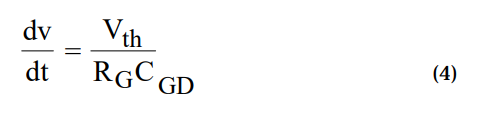 dv/dt = V_th / R_G C_GD (4)